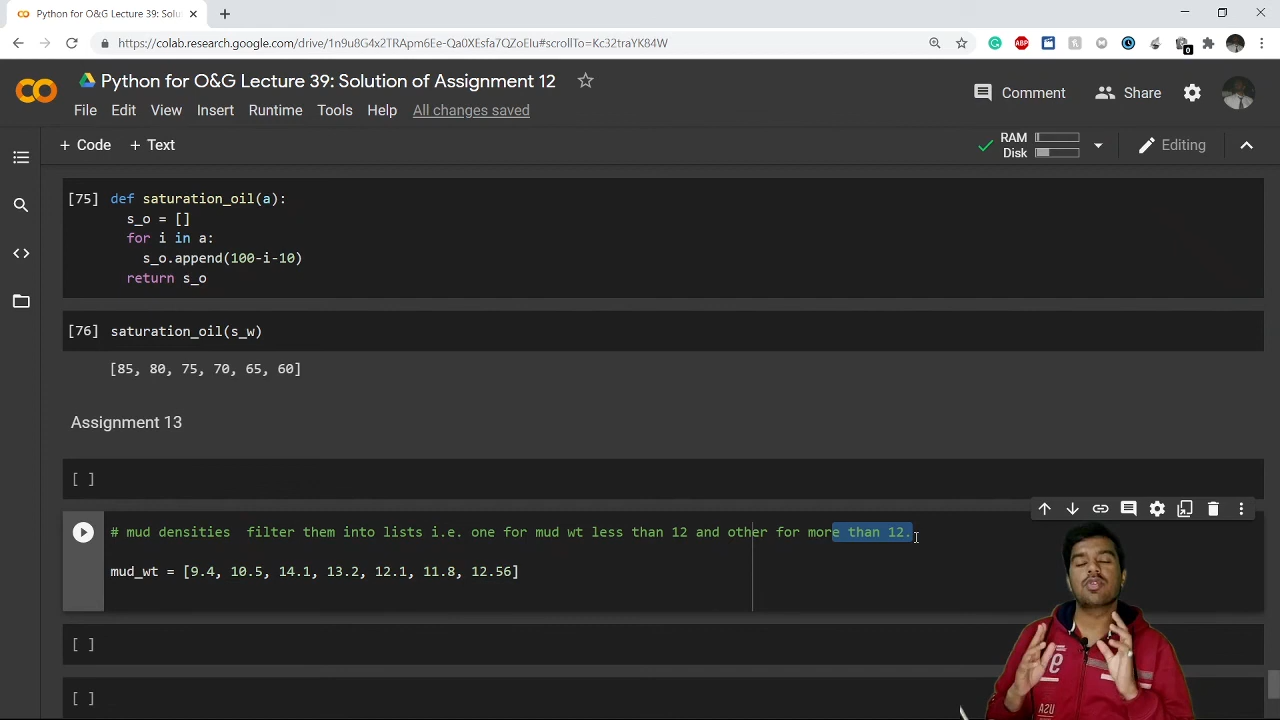 Python for O&G Lecture 39: Solu
https://colab.research.google.com/drive/1n9u8G4x2TRApm6Ee-Qa0XEsfa7QZoEIu#scrollTo=Kc32traYK84W
ABP
0
Python for O&G Lecture 39: Solution of Assignment 12
Comment
Share
File Edit View Insert Runtime Tools Help All changes saved
+ Code + Text
RAM
Disk
Editing
[75] def saturation_oil(a):
s_o = []
for i in a:
s_o.append(100-i-10)
return s_o
[76] saturation_oil(s_w)
[85, 80, 75, 70, 65, 60]
Assignment 13
[ ]
# mud densities  filter them into lists i.e. one for mud wt less than 12 and other for more than 12.
mud_wt = [9.4, 10.5, 14.1, 13.2, 12.1, 11.8, 12.56]
[ ]
[ ]
USA